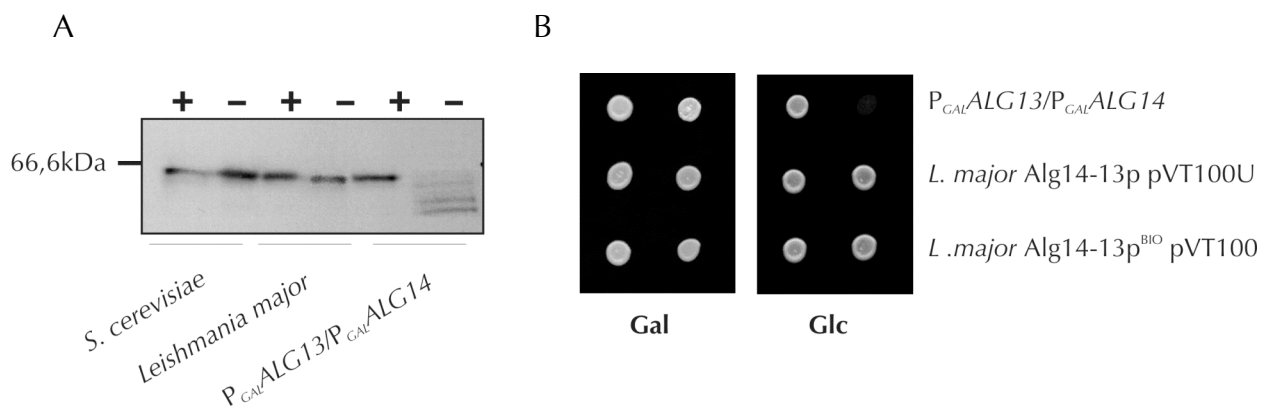 A
B
+ − + − + −
66,6kDa
S. cerevisiae
Leishmania major
PGALALG13/PGALALG14
PGALALG13/PGALALG14
L. major Alg14-13p pVT100U
L .major Alg14-13pBIO pVT100
Gal
Glc